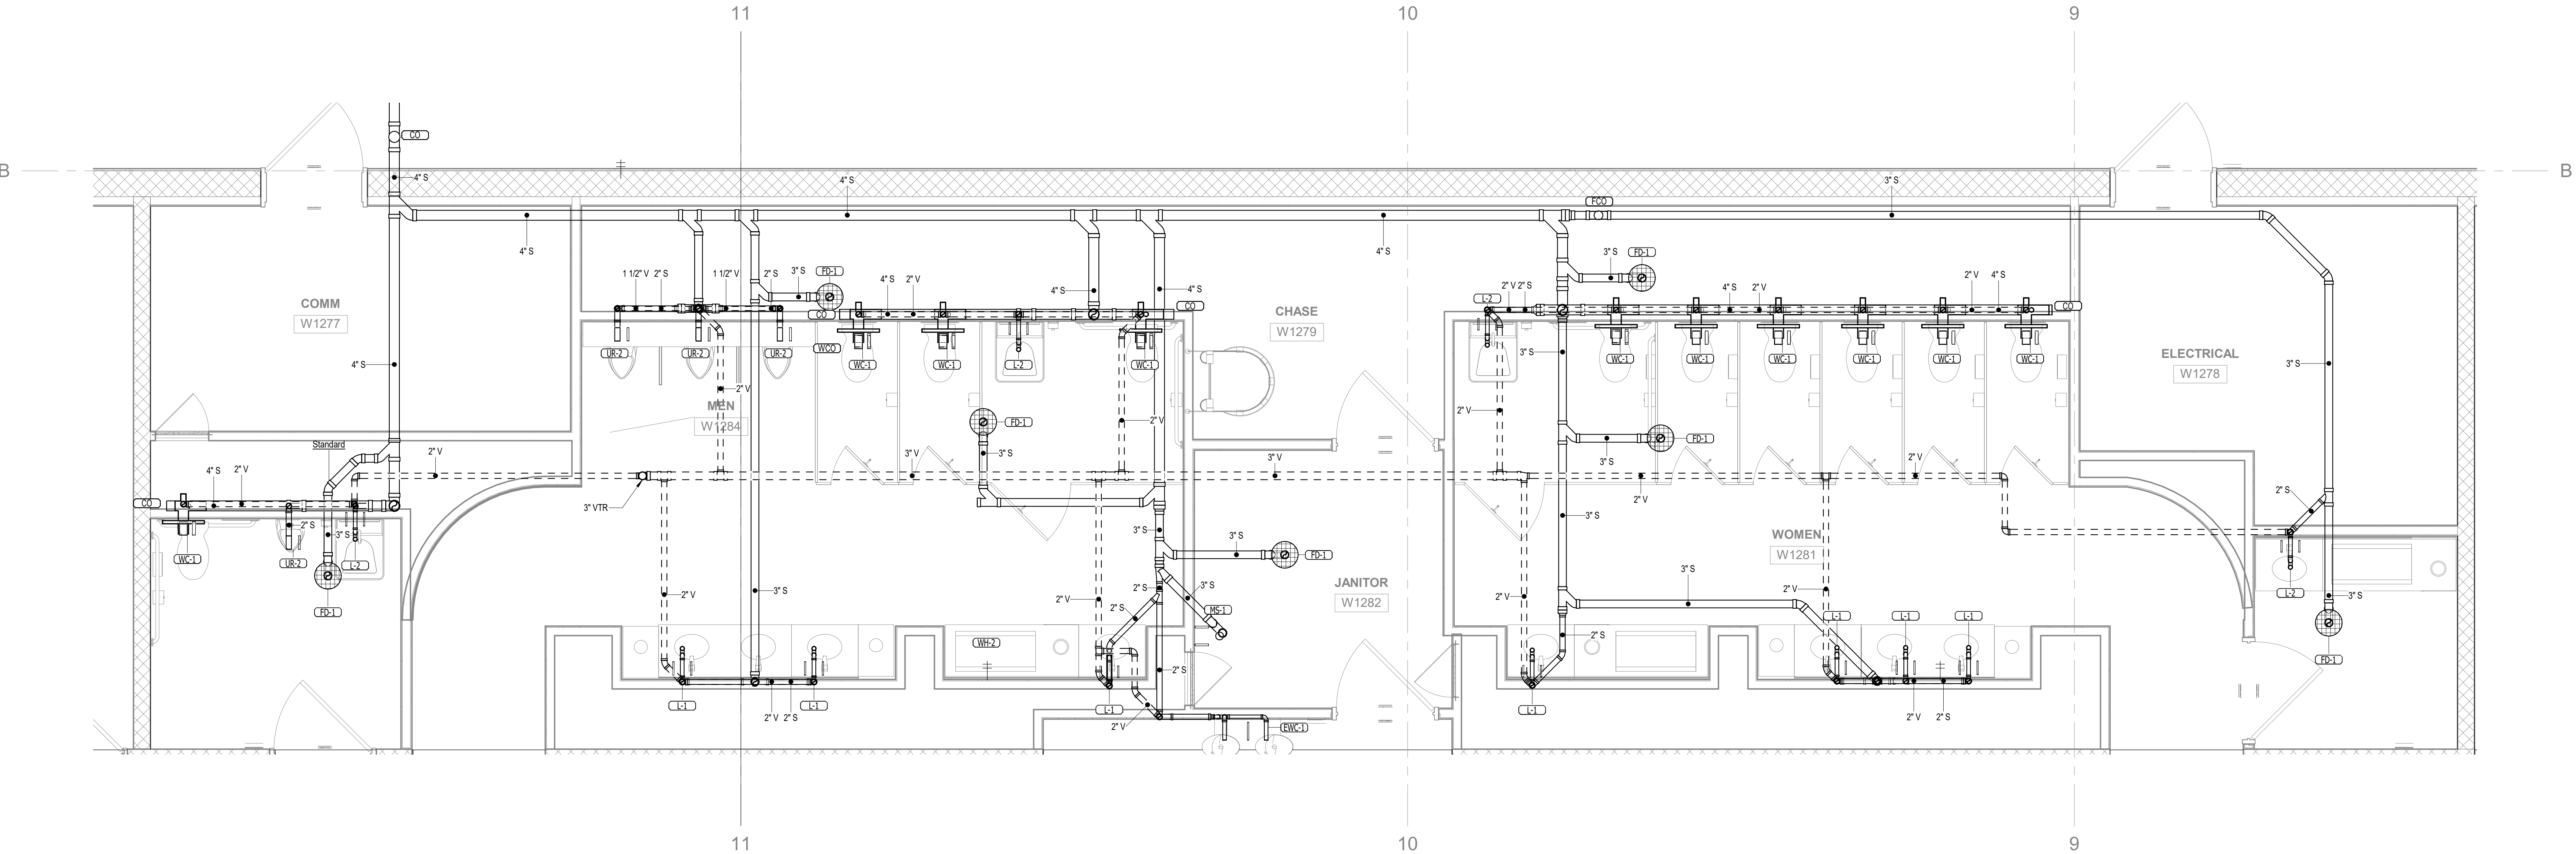 11
10
9
CO
B
B
4" S
4" S
3" S
FCO
4" S
4" S
3" S
FD-1
FD-1
1 1/2" V
2" S
1 1/2" V
2" S
3" S
4" S
2" V
4" S
4" S
L-2
2" V
2" S
4" S
2" V
2" V
4" S
COMM
W1277
CO
CO
CO
CHASE
W1279
UR-2
UR-2
UR-2
WCO
WC-1
WC-1
L-2
WC-1
3" S
WC-1
WC-1
WC-1
WC-1
WC-1
WC-1
ELECTRICAL
W1278
4" S
3" S
2" V
MEN
W1284
FD-1
2" V
2" V
FD-1
Standard
2" V
3" S
3" V
3" V
3" S
2" V
2" V
4" S
2" V
CO
3" VTR
2" S
2" S
3" S
3" S
3" S
3" S
WOMEN
W1281
WC-1
UR-2
L-2
FD-1
JANITOR
W1282
3" S
L-2
FD-1
2" V
3" S
2" V
2" S
3" S
2" S
MS-1
2" V
2" V
3" S
L-1
L-1
L-1
2" S
WH-2
2" S
FD-1
L-1
L-1
2" V
2" S
L-1
2" V
EWC-1
L-1
2" V
2" S
11
10
9